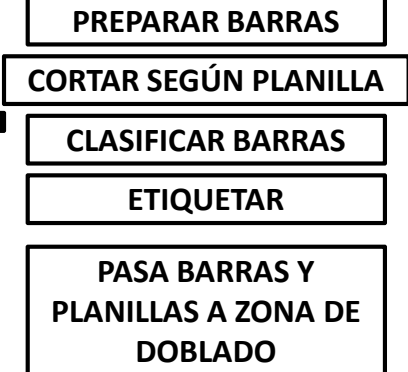 PREPARAR BARRAS
CORTAR SEGÚN PLANILLA
CLASIFICAR BARRAS
ETIQUETAR
PASA BARRAS Y
PLANILLAS A ZONA DE
DOBLADO